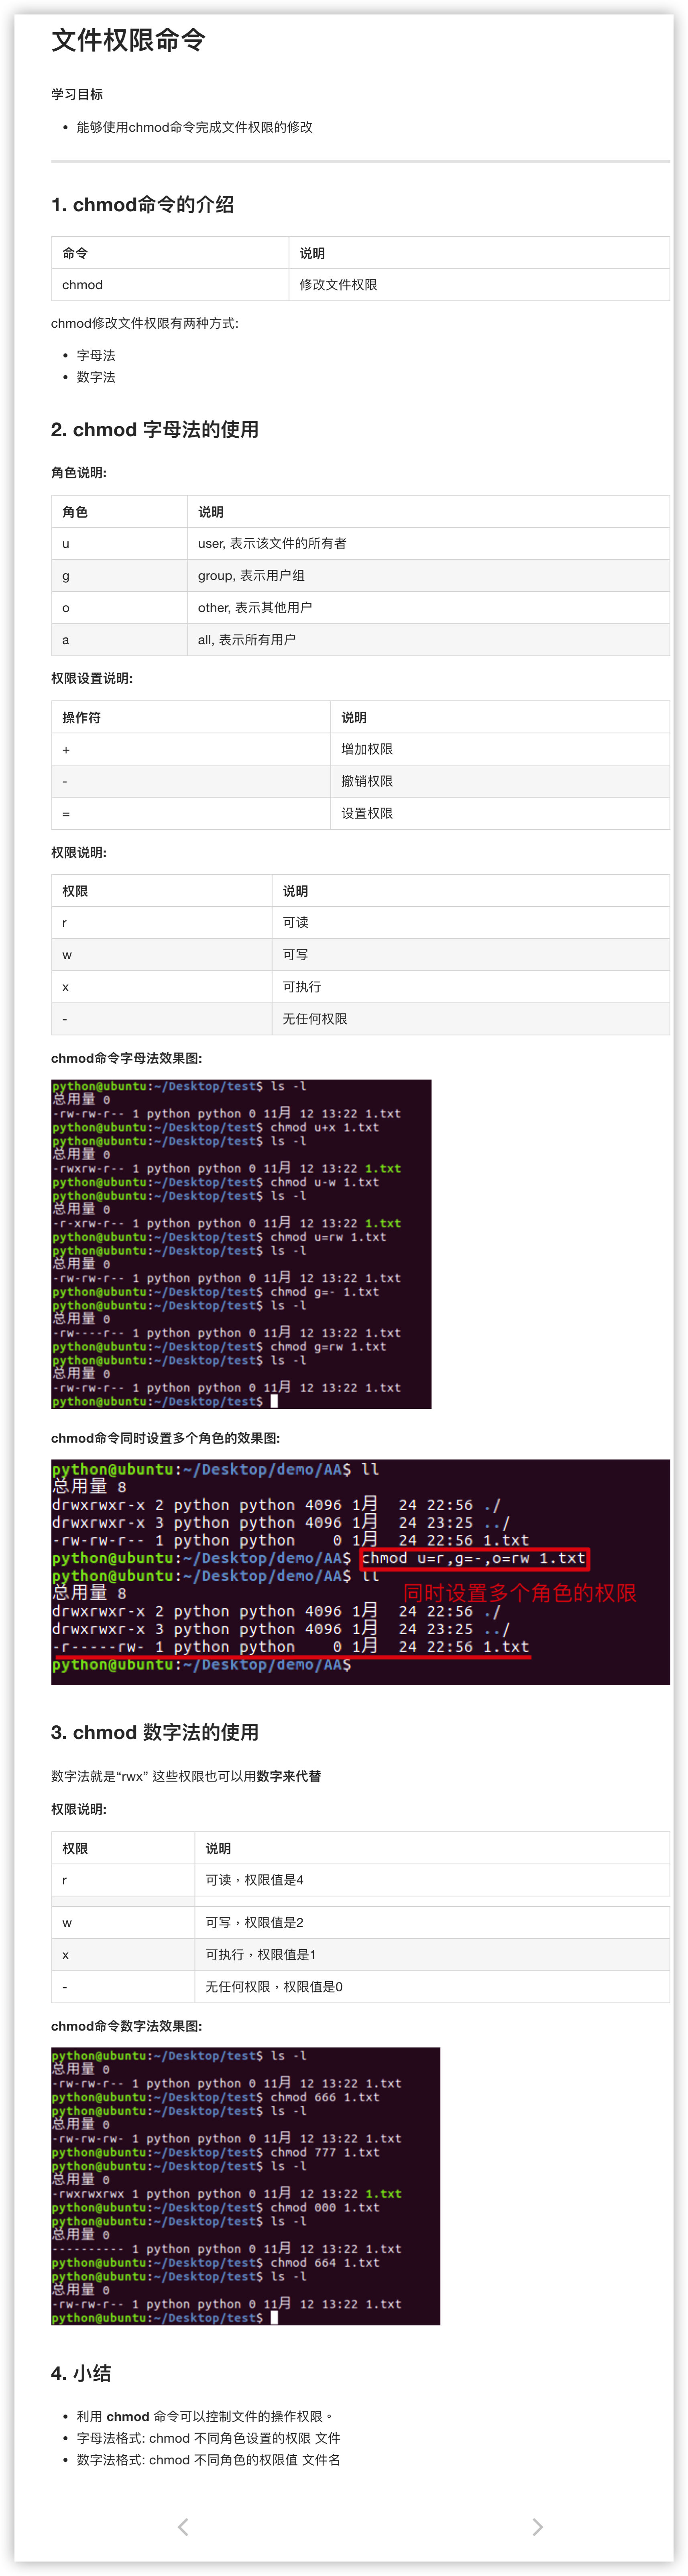 文件权限命令
学习目标
• 能够使用chmod命令完成文件权限的修改
1. chmod命令的介绍
命令 说明
chmod 修改文件权限
chmod修改文件权限有两种方式:
• 字母法
• 数字法
2. chmod 字母法的使用
角色说明:
角色 说明
u user, 表示该文件的所有者
g group, 表示用户组
o other, 表示其他用户
a all, 表示所有用户
权限设置说明:
操作符 说明
+ 增加权限
- 撤销权限
= 设置权限
权限说明:
权限 说明
r 可读
w 可写
x 可执行
- 无任何权限
chmod命令字母法效果图:
python@ubuntu:~/Desktop/test$ ls -l
总用量 0
-rw-rw-r-- 1 python python 0 11月 12 13:22 1.txt
python@ubuntu:~/Desktop/test$ chmod u+x 1.txt
python@ubuntu:~/Desktop/test$ ls -l
总用量 0
-rwxrw-r-- 1 python python 0 11月 12 13:22 1.txt
python@ubuntu:~/Desktop/test$ chmod u-w 1.txt
python@ubuntu:~/Desktop/test$ ls -l
总用量 0
-r-xrw-r-- 1 python python 0 11月 12 13:22 1.txt
python@ubuntu:~/Desktop/test$ chmod u=rw 1.txt
python@ubuntu:~/Desktop/test$ ls -l
总用量 0
-rw-rw-r-- 1 python python 0 11月 12 13:22 1.txt
python@ubuntu:~/Desktop/test$ chmod g=- 1.txt
python@ubuntu:~/Desktop/test$ ls -l
总用量 0
-rw----r-- 1 python python 0 11月 12 13:22 1.txt
python@ubuntu:~/Desktop/test$ chmod g=rw 1.txt
python@ubuntu:~/Desktop/test$ ls -l
总用量 0
-rw-rw-r-- 1 python python 0 11月 12 13:22 1.txt
python@ubuntu:~/Desktop/test$
chmod命令同时设置多个角色的效果图:
python@ubuntu:~/Desktop/demo/AA$ ll
总用量 8
drwxrwxr-x 2 python python 4096 1月 24 22:56 ./
drwxrwxr-x 3 python python 4096 1月 24 23:25 ../
-rw-rw-r-- 1 python python 0 1月 24 22:56 1.txt
python@ubuntu:~/Desktop/demo/AA$ chmod u=r,g=-,o=rw 1.txt
python@ubuntu:~/Desktop/demo/AA$ ll
总用量 8 同时设置多个角色的权限
drwxrwxr-x 2 python python 4096 1月 24 22:56 ./
drwxrwxr-x 3 python python 4096 1月 24 23:25 ../
-r-----rw- 1 python python 0 1月 24 22:56 1.txt
python@ubuntu:~/Desktop/demo/AA$
3. chmod 数字法的使用
数字法就是“rwx” 这些权限也可以用数字来代替
权限说明:
权限 说明
r 可读，权限值是4
w 可写，权限值是2
x 可执行，权限值是1
- 无任何权限，权限值是0
chmod命令数字法效果图:
python@ubuntu:~/Desktop/test$ ls -l
总用量 0
-rw-rw-r-- 1 python python 0 11月 12 13:22 1.txt
python@ubuntu:~/Desktop/test$ chmod 666 1.txt
python@ubuntu:~/Desktop/test$ ls -l
总用量 0
-rw-rw-rw- 1 python python 0 11月 12 13:22 1.txt
python@ubuntu:~/Desktop/test$ chmod 777 1.txt
python@ubuntu:~/Desktop/test$ ls -l
总用量 0
-rwxrwxrwx 1 python python 0 11月 12 13:22 1.txt
python@ubuntu:~/Desktop/test$ chmod 000 1.txt
python@ubuntu:~/Desktop/test$ ls -l
总用量 0
---------- 1 python python 0 11月 12 13:22 1.txt
python@ubuntu:~/Desktop/test$ chmod 664 1.txt
python@ubuntu:~/Desktop/test$ ls -l
总用量 0
-rw-rw-r-- 1 python python 0 11月 12 13:22 1.txt
python@ubuntu:~/Desktop/test$
4. 小结
• 利用 chmod 命令可以控制文件的操作权限。
• 字母法格式: chmod 不同角色设置的权限 文件
• 数字法格式: chmod 不同角色的权限值 文件名